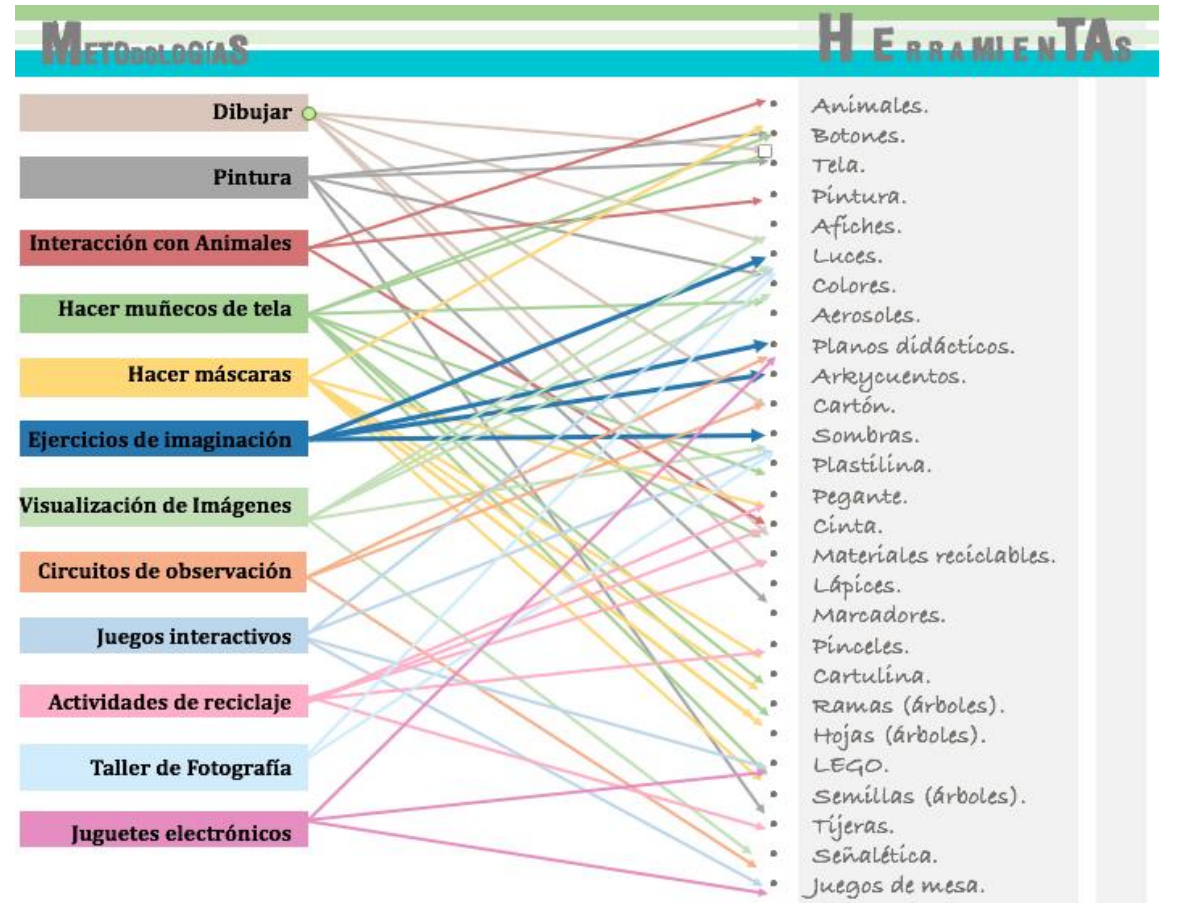 METODOLOGÍAS
HERRAMIENTAS
Dibujar
Pintura
Interacción con Animales
Hacer muñecos de tela
Hacer máscaras
Ejercicios de imaginación
Visualización de Imágenes
Circuitos de observación
Juegos interactivos
Actividades de reciclaje
Taller de Fotografía
Juguetes electrónicos
• Animales.
• Botones.
• Tela.
• Pintura.
• Afiches.
• Luces.
• Colores.
• Aerosoles.
• Planos didácticos.
• Arkycuentos.
• Cartón.
• Sombras.
• Plastilina.
• Pegante.
• Cinta.
• Materiales reciclables.
• Lápices.
• Marcadores.
• Pinceles.
• Cartulina.
• Ramas (árboles).
• Hojas (árboles).
• LEGO.
• Semillas (árboles).
• Tijeras.
• Señalética.
• Juegos de mesa.